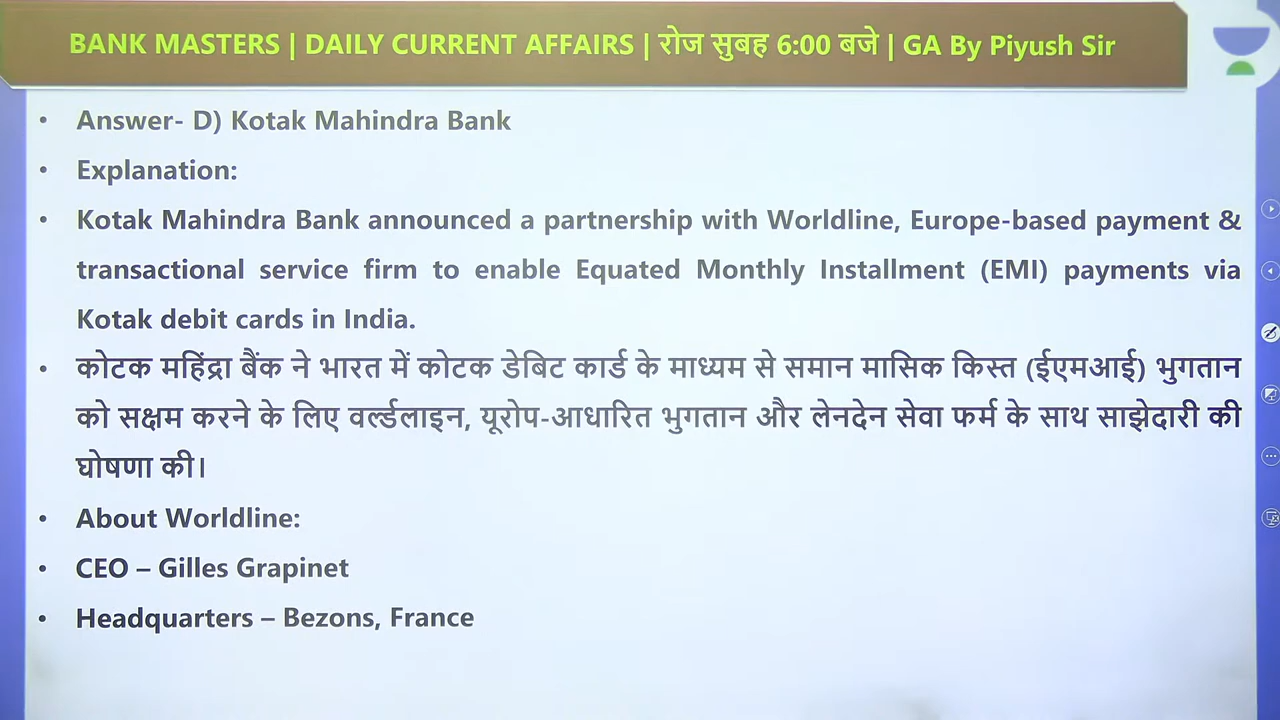 BANK MASTERS | DAILY CURRENT AFFAIRS | रोज सुबह 6:00 बजे | GA By Piyush Sir
• Answer- D) Kotak Mahindra Bank
• Explanation:
• Kotak Mahindra Bank announced a partnership with Worldline, Europe-based payment &
transactional service firm to enable Equated Monthly Installment (EMI) payments via
Kotak debit cards in India.
• कोटक महिंद्रा बैंक ने भारत में कोटक डेबिट कार्ड के माध्यम से समान मासिक किस्त (ईएमआई) भुगतान
को सक्षम करने के लिए वर्ल्डलाइन, यूरोप-आधारित भुगतान और लेनदेन सेवा फर्म के साथ साझेदारी की
घोषणा की।
• About Worldline:
• CEO – Gilles Grapinet
• Headquarters – Bezons, France